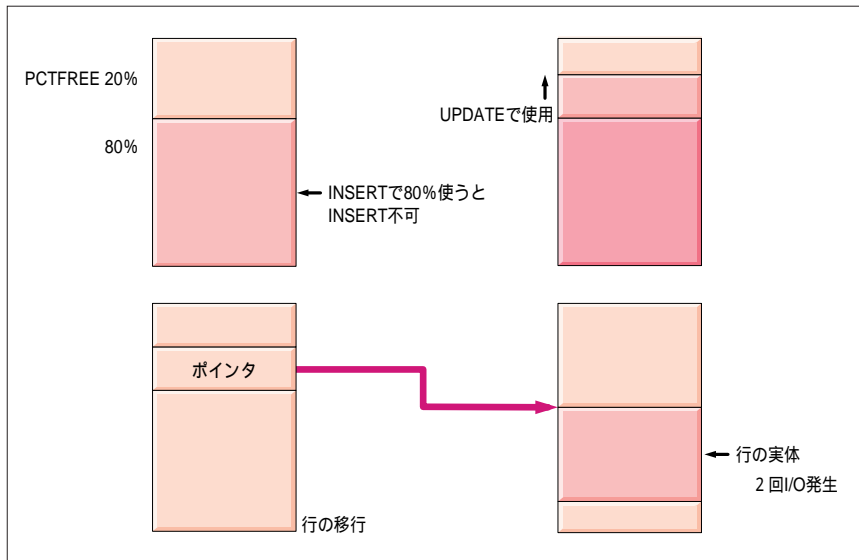 PCTFREE 20%
80%
INSERTで80%使うと
INSERT不可
UPDATEで使用
ポインタ
行の移行
行の実体
2回I/O発生